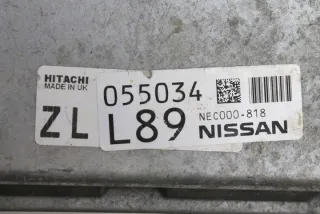 HITACHI
MADE IN UK
ZL
055034
L89
NEC000-818
NISSAN